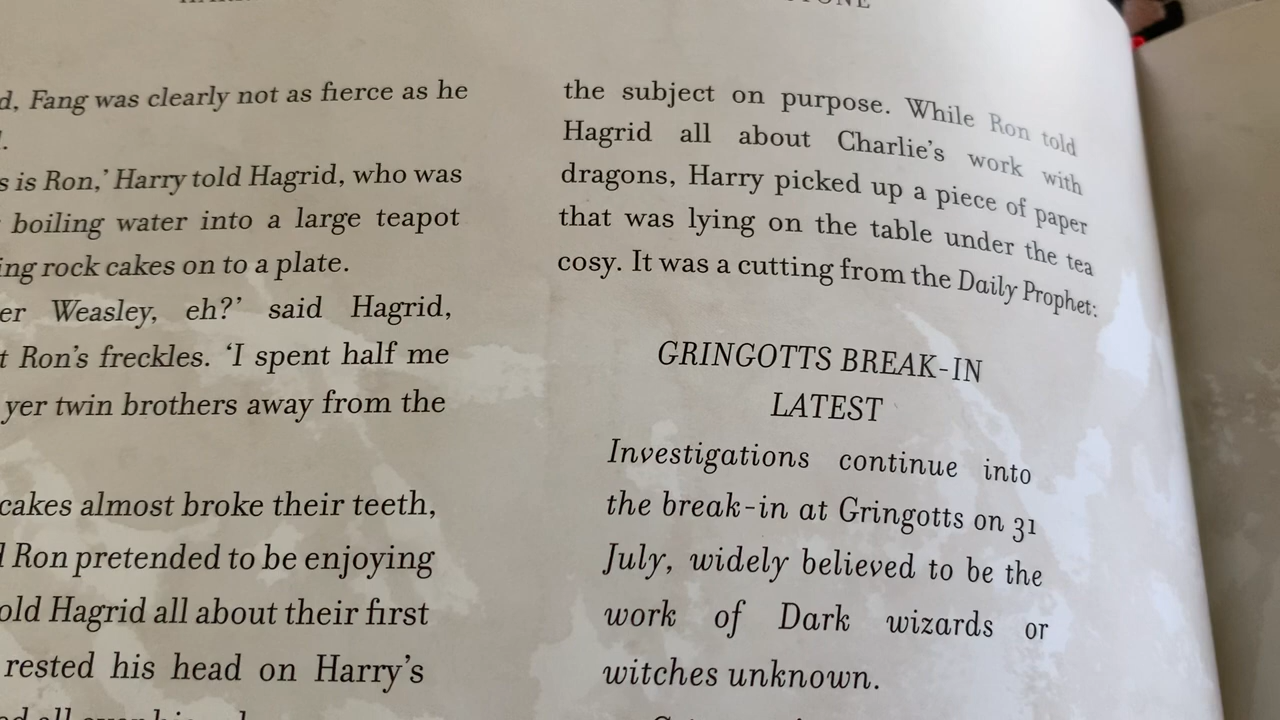 Fang was clearly not as fierce as he
is Ron,’ Harry told Hagrid, who was
boiling water into a large teapot
rock cakes on to a plate.
Weasley, eh?’ said Hagrid,
Ron’s freckles. ‘I spent half me
yer twin brothers away from the
cakes almost broke their teeth,
Ron pretended to be enjoying
Hagrid all about their first
rested his head on Harry’s
the subject on purpose. While Ron told
Hagrid all about Charlie’s work with
dragons, Harry picked up a piece of paper
that was lying on the table under the tea
cosy. It was a cutting from the Daily Prophet:
GRINGOTTS BREAK-IN
LATEST
Investigations continue into
the break-in at Gringotts on 31
July, widely believed to be the
work of Dark wizards or
witches unknown.